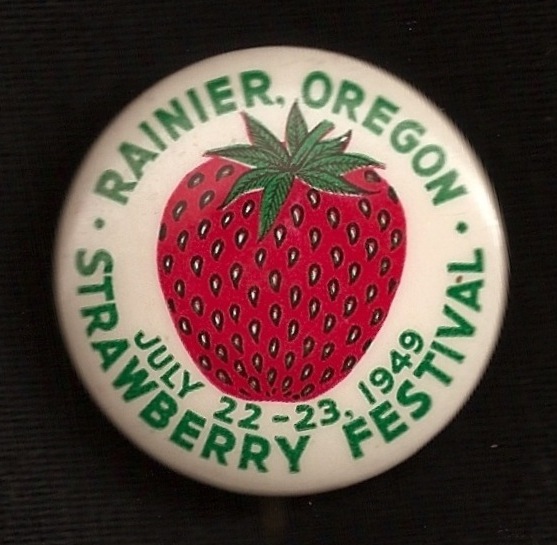 · RAINIER, OREGON ·
JULY 22-23, 1949
STRAWBERRY FESTIVAL